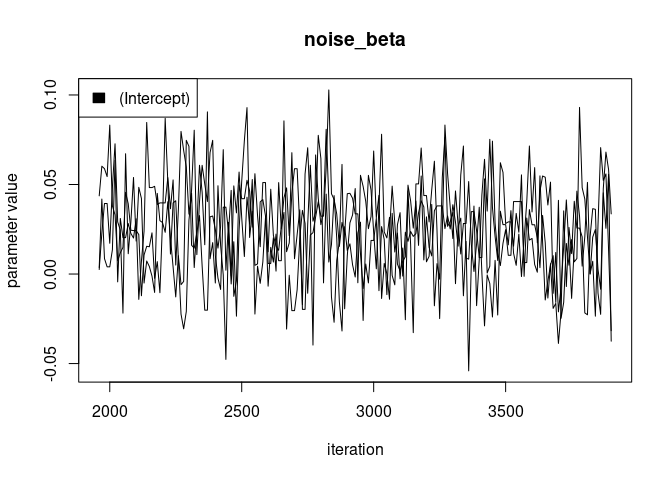 noise_beta
(Intercept)
parameter value
0.10
0.05
0.00
-0.05
2000 2500 3000 3500
iteration